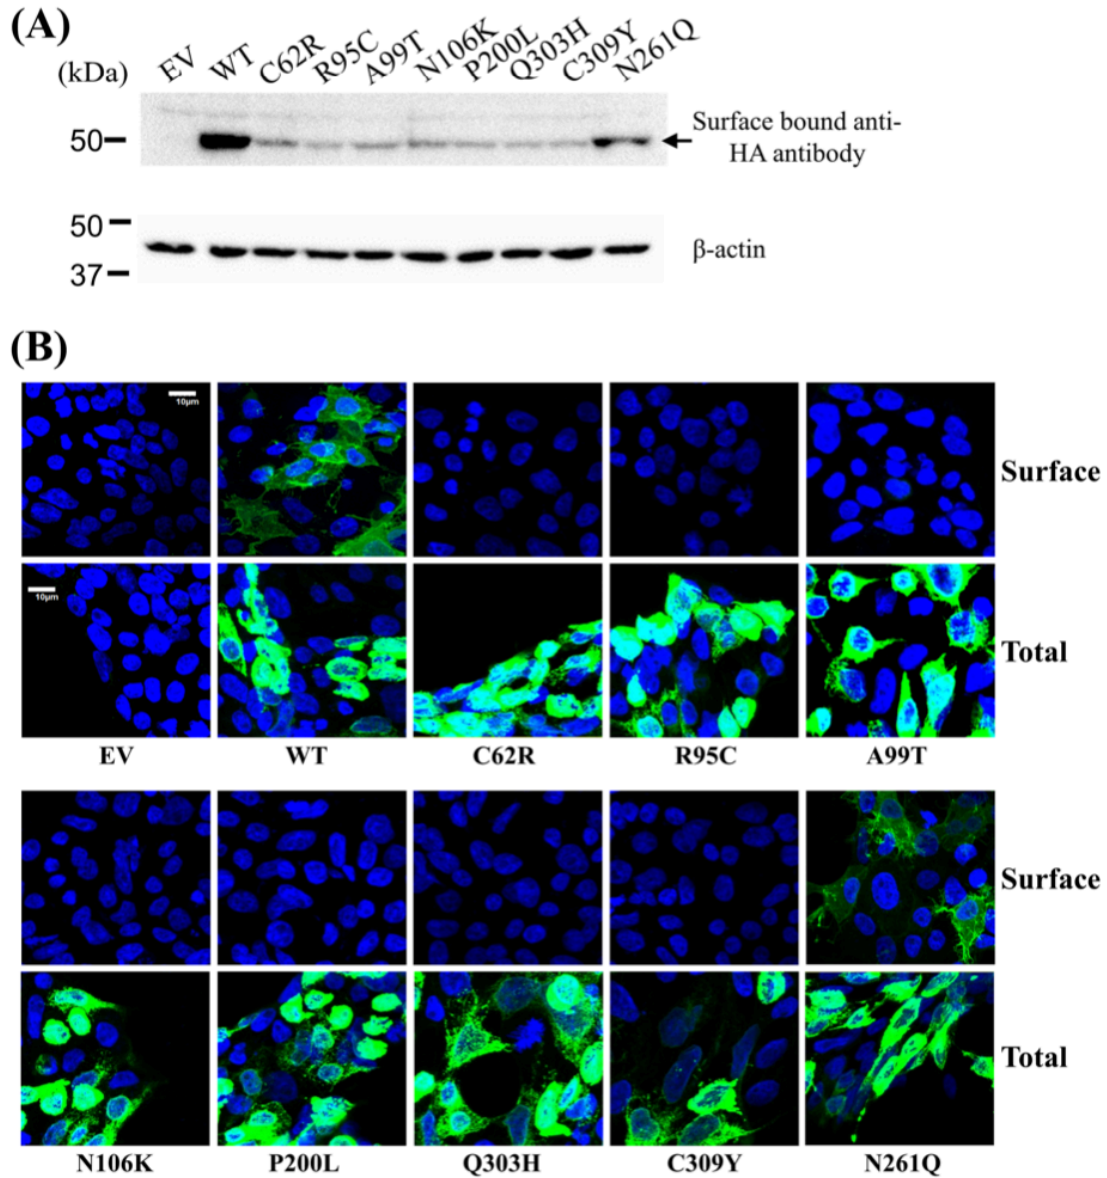 (A)
(kDa)
EV
WT
C62R
R95C
A99T
N106K
P200L
Q303H
C309Y
N261Q
50
Surface bound anti-
HA antibody
50
37
β-actin
(B)
10μm
Surface
10μm
Total
EV
WT
C62R
R95C
A99T
Surface
Total
N106K
P200L
Q303H
C309Y
N261Q